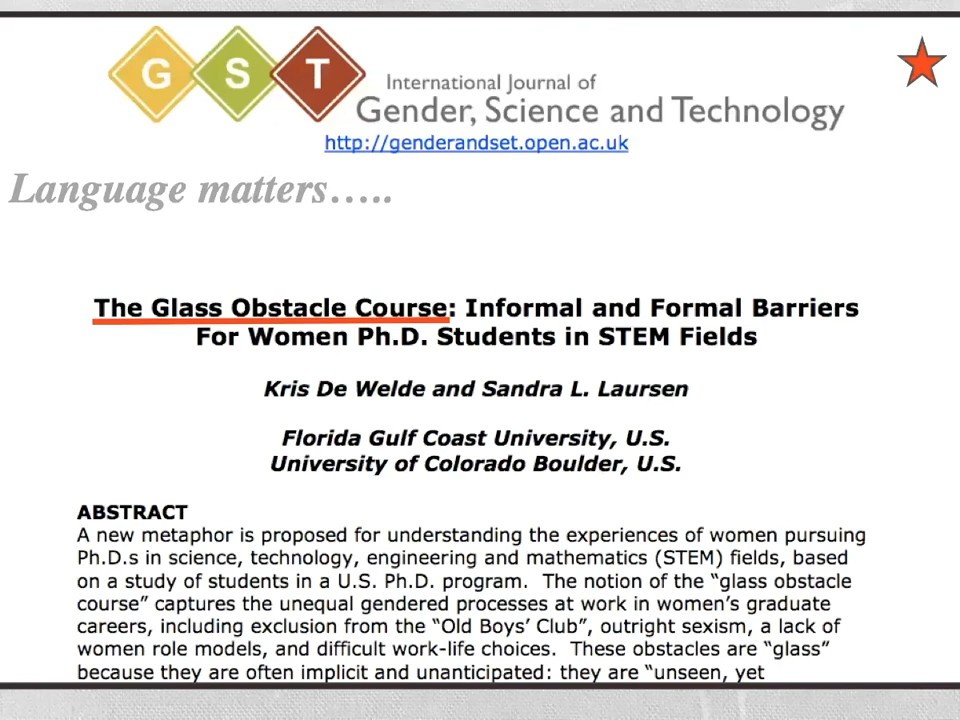 G S T
International Journal of
Gender, Science and Technology
http://genderandset.open.ac.uk
Language matters.....
The Glass Obstacle Course: Informal and Formal Barriers
For Women Ph.D. Students in STEM Fields
Kris De Welde and Sandra L. Laursen
Florida Gulf Coast University, U.S.
University of Colorado Boulder, U.S.
ABSTRACT
A new metaphor is proposed for understanding the experiences of women pursuing
Ph.D.s in science, technology, engineering and mathematics (STEM) fields, based
on a study of students in a U.S. Ph.D. program.  The notion of the “glass obstacle
course” captures the unequal gendered processes at work in women’s graduate
careers, including exclusion from the “Old Boys’ Club”, outright sexism, a lack of
women role models, and difficult work-life choices.  These obstacles are “glass”
because they are often implicit and unanticipated: they are “unseen, yet